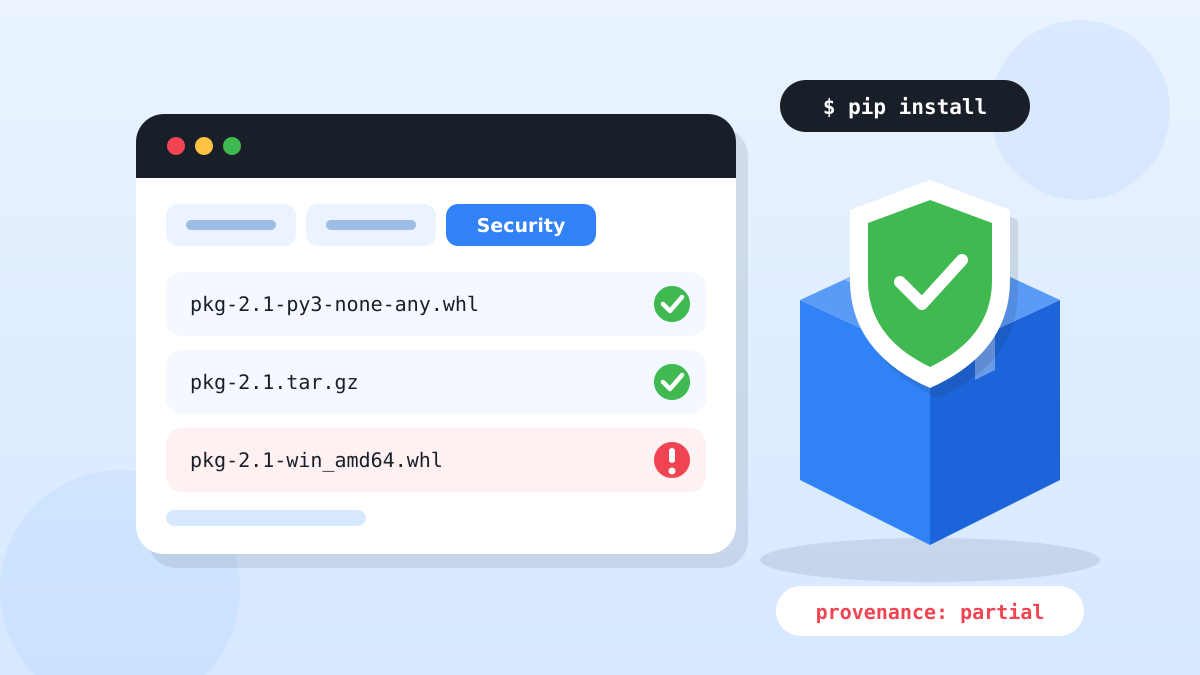 $ pip install
Security
pkg-2.1-py3-none-any.whl
pkg-2.1.tar.gz
pkg-2.1-win_amd64.whl
provenance: partial